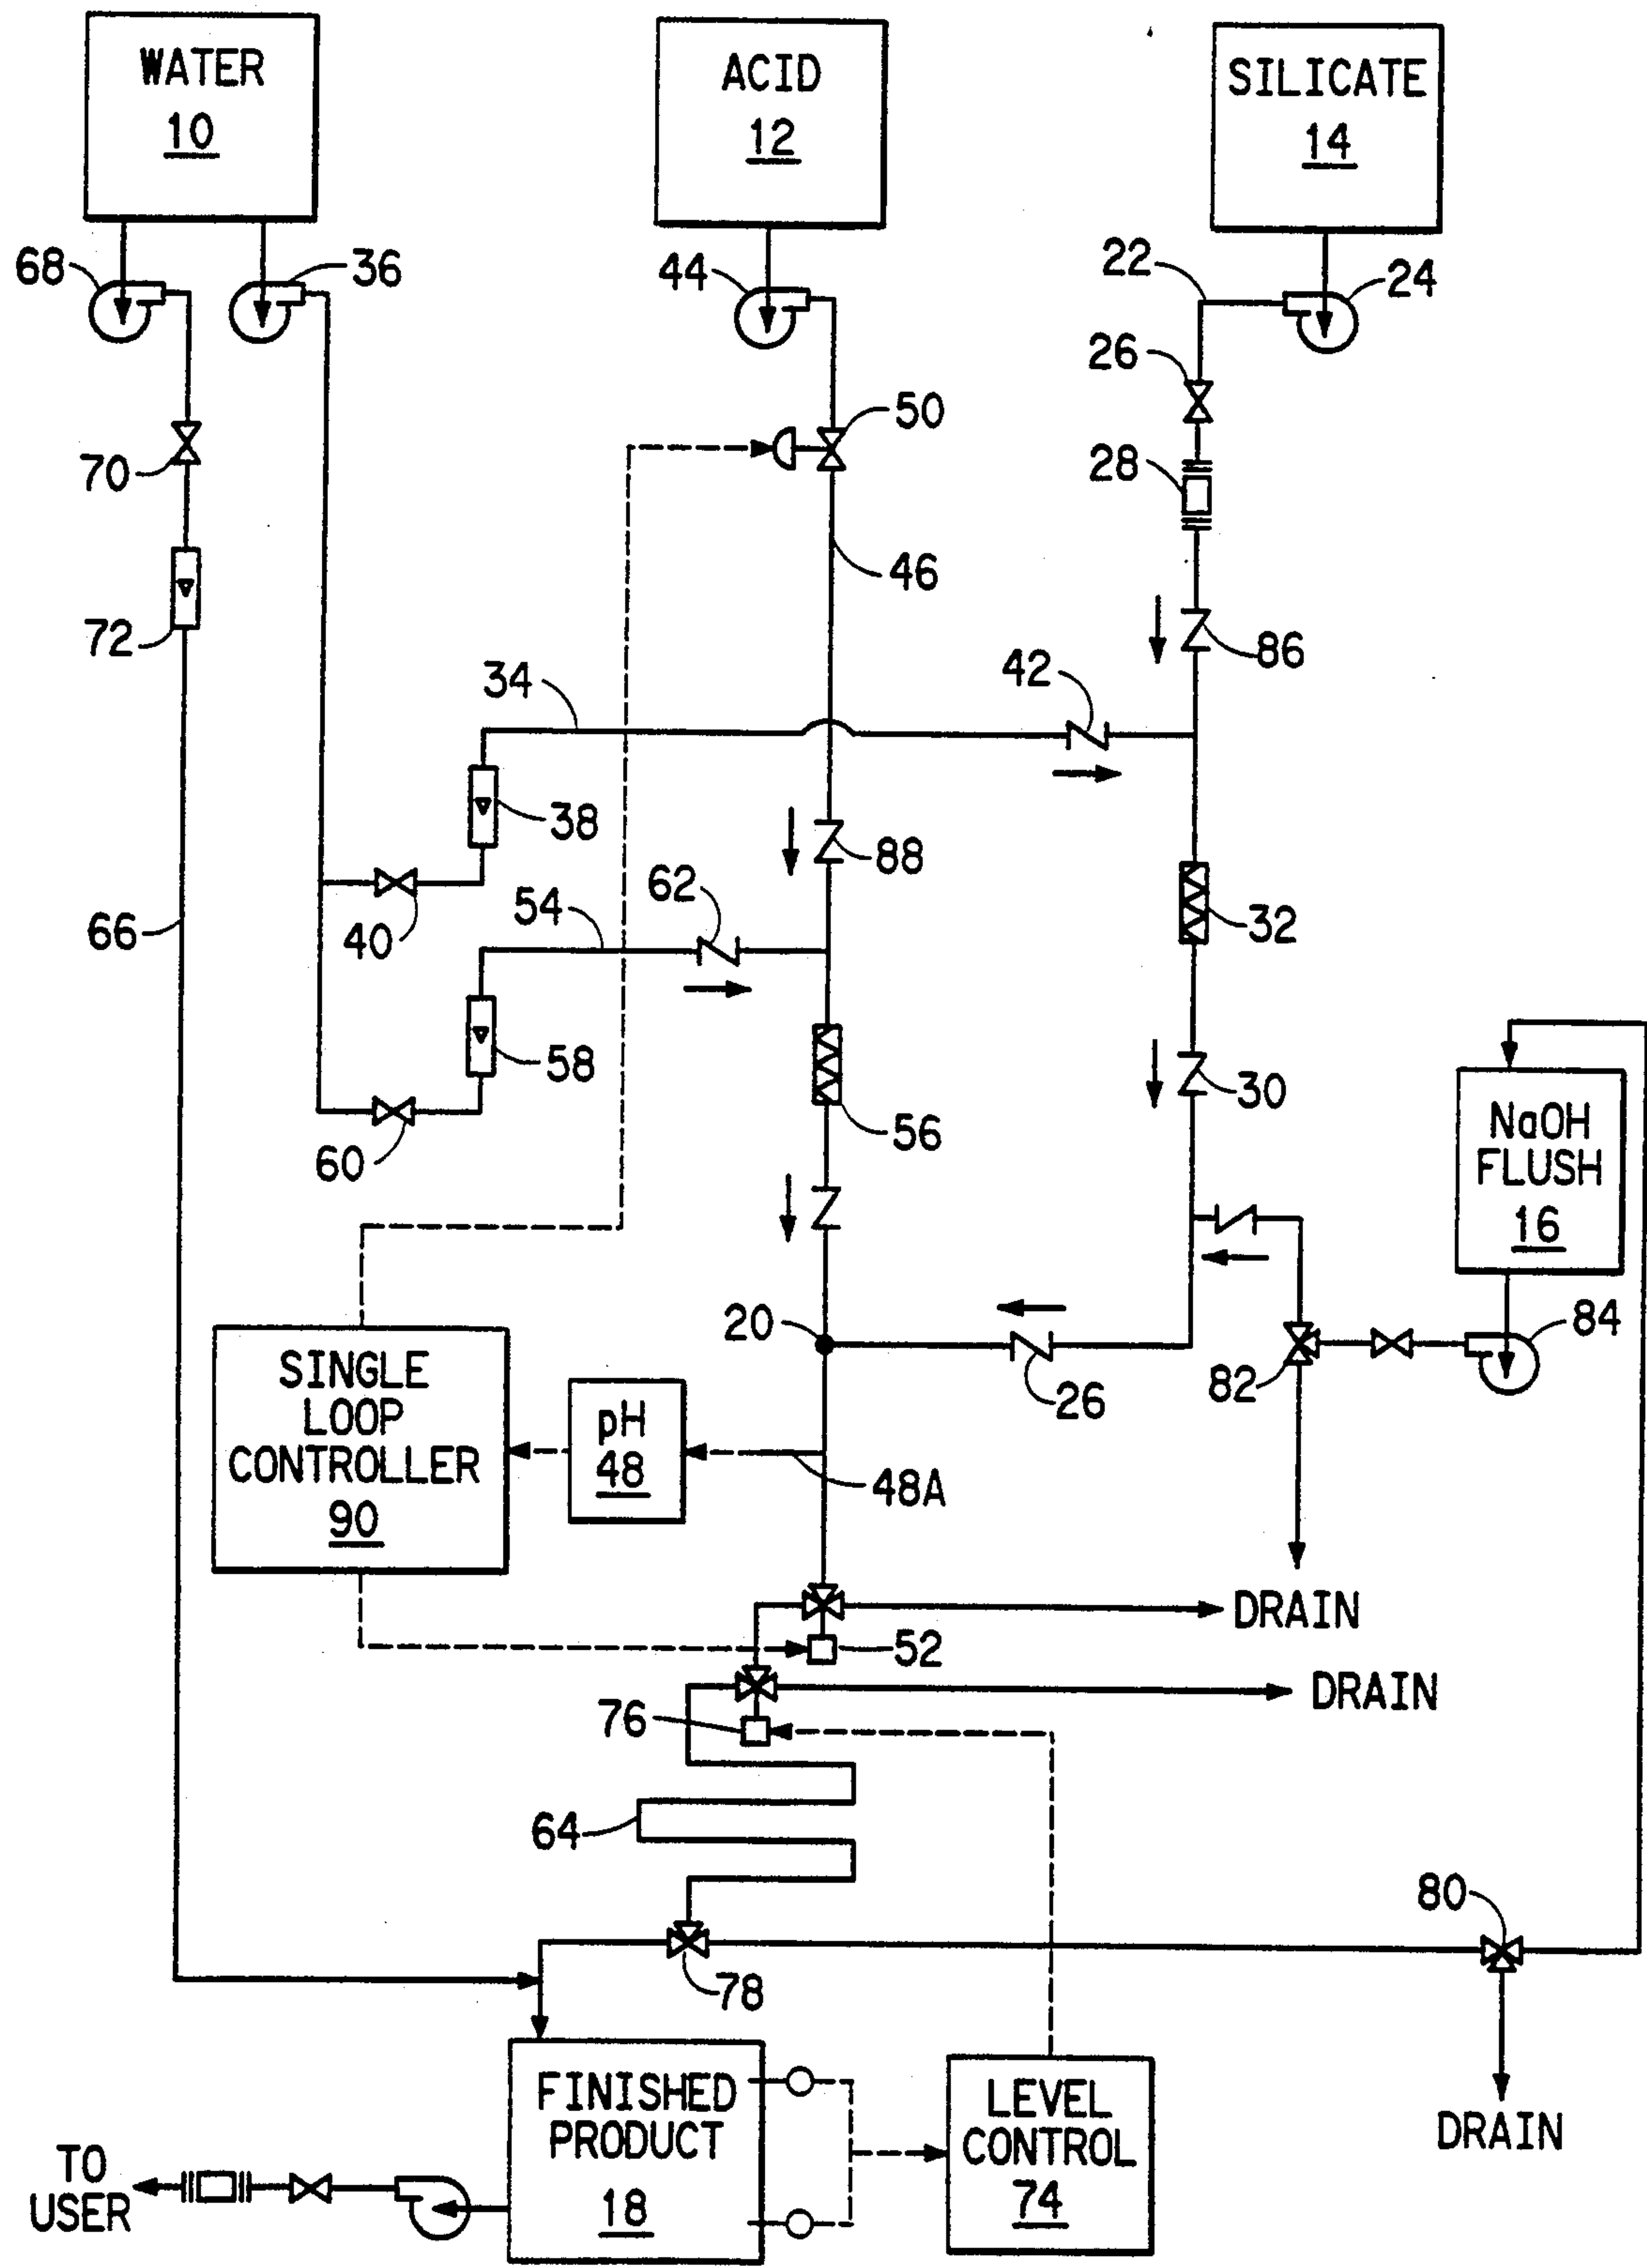 WATER
10
ACID
12
SILICATE
14
68
36
44
22
24
26
50
70
28
46
72
86
34
42
38
88
62
66
40
54
32
58
30
56
60
NaOH
FLUSH
16
20
84
82
26
SINGLE
LOOP
CONTROLLER
90
pH
48
48A
DRAIN
52
DRAIN
76
64
80
78
FINISHED
PRODUCT
18
LEVEL
CONTROL
74
DRAIN
TO
USER